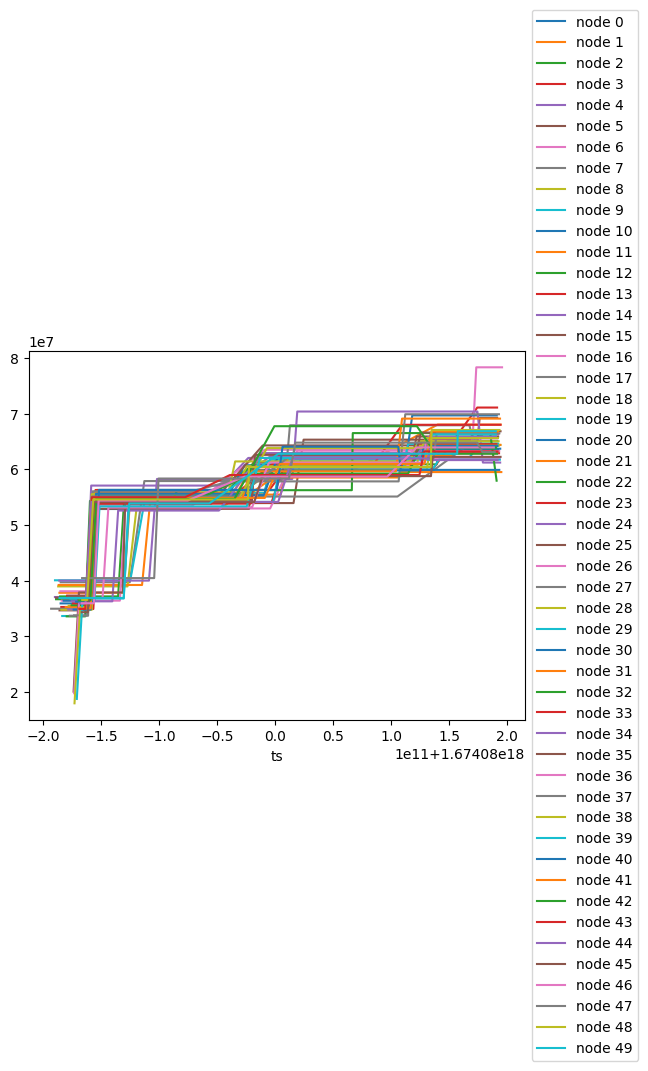 1e7
8
7
6
5
4
3
2
-2.0 -1.5 -1.0 -0.5 0.0 0.5 1.0 1.5 2.0
ts
1e11+1.67408e18
node 0
node 1
node 2
node 3
node 4
node 5
node 6
node 7
node 8
node 9
node 10
node 11
node 12
node 13
node 14
node 15
node 16
node 17
node 18
node 19
node 20
node 21
node 22
node 23
node 24
node 25
node 26
node 27
node 28
node 29
node 30
node 31
node 32
node 33
node 34
node 35
node 36
node 37
node 38
node 39
node 40
node 41
node 42
node 43
node 44
node 45
node 46
node 47
node 48
node 49